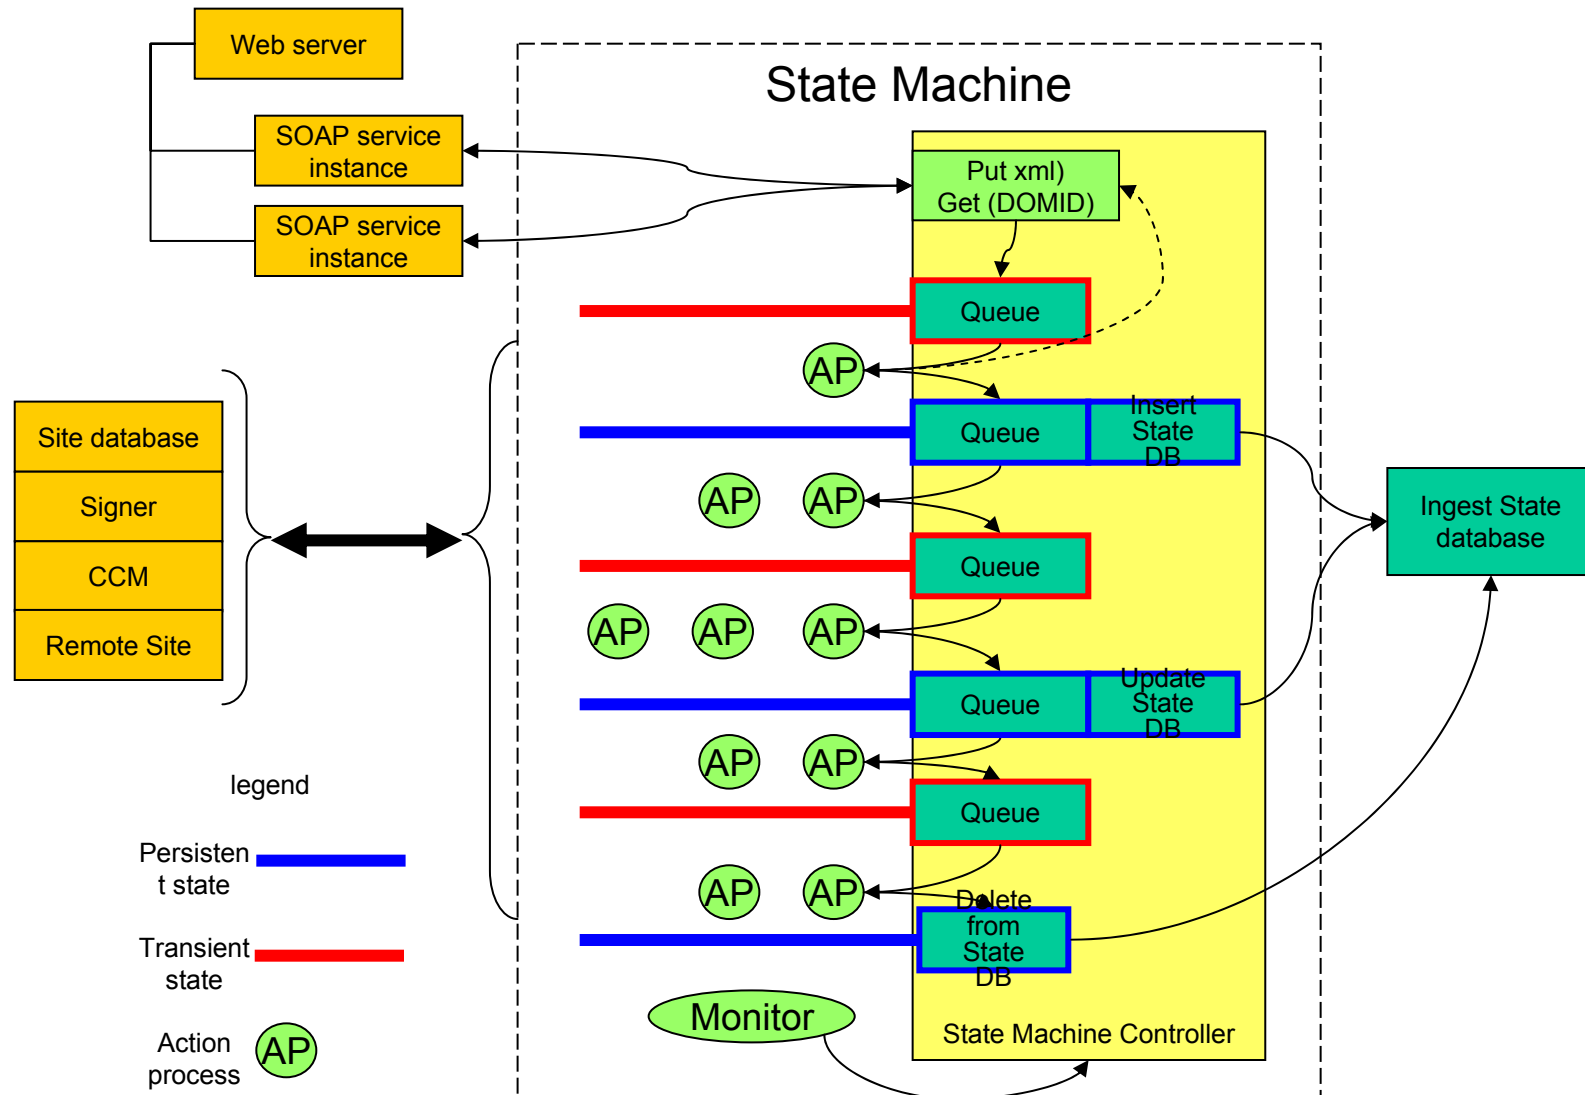 Web server
State Machine
SOAP service
instance
Put xml)
Get (DOMID)
SOAP service
instance
Queue
AP
Queue
Insert
State
DB
Site database
Signer
CCM
Remote Site
AP
AP
Ingest State
database
Queue
AP
AP
AP
Queue
Update
State
DB
AP
AP
legend
Queue
Persisten
t state
AP
AP
Delete
from
State
DB
Transient
state
Monitor
State Machine Controller
Action
process
AP